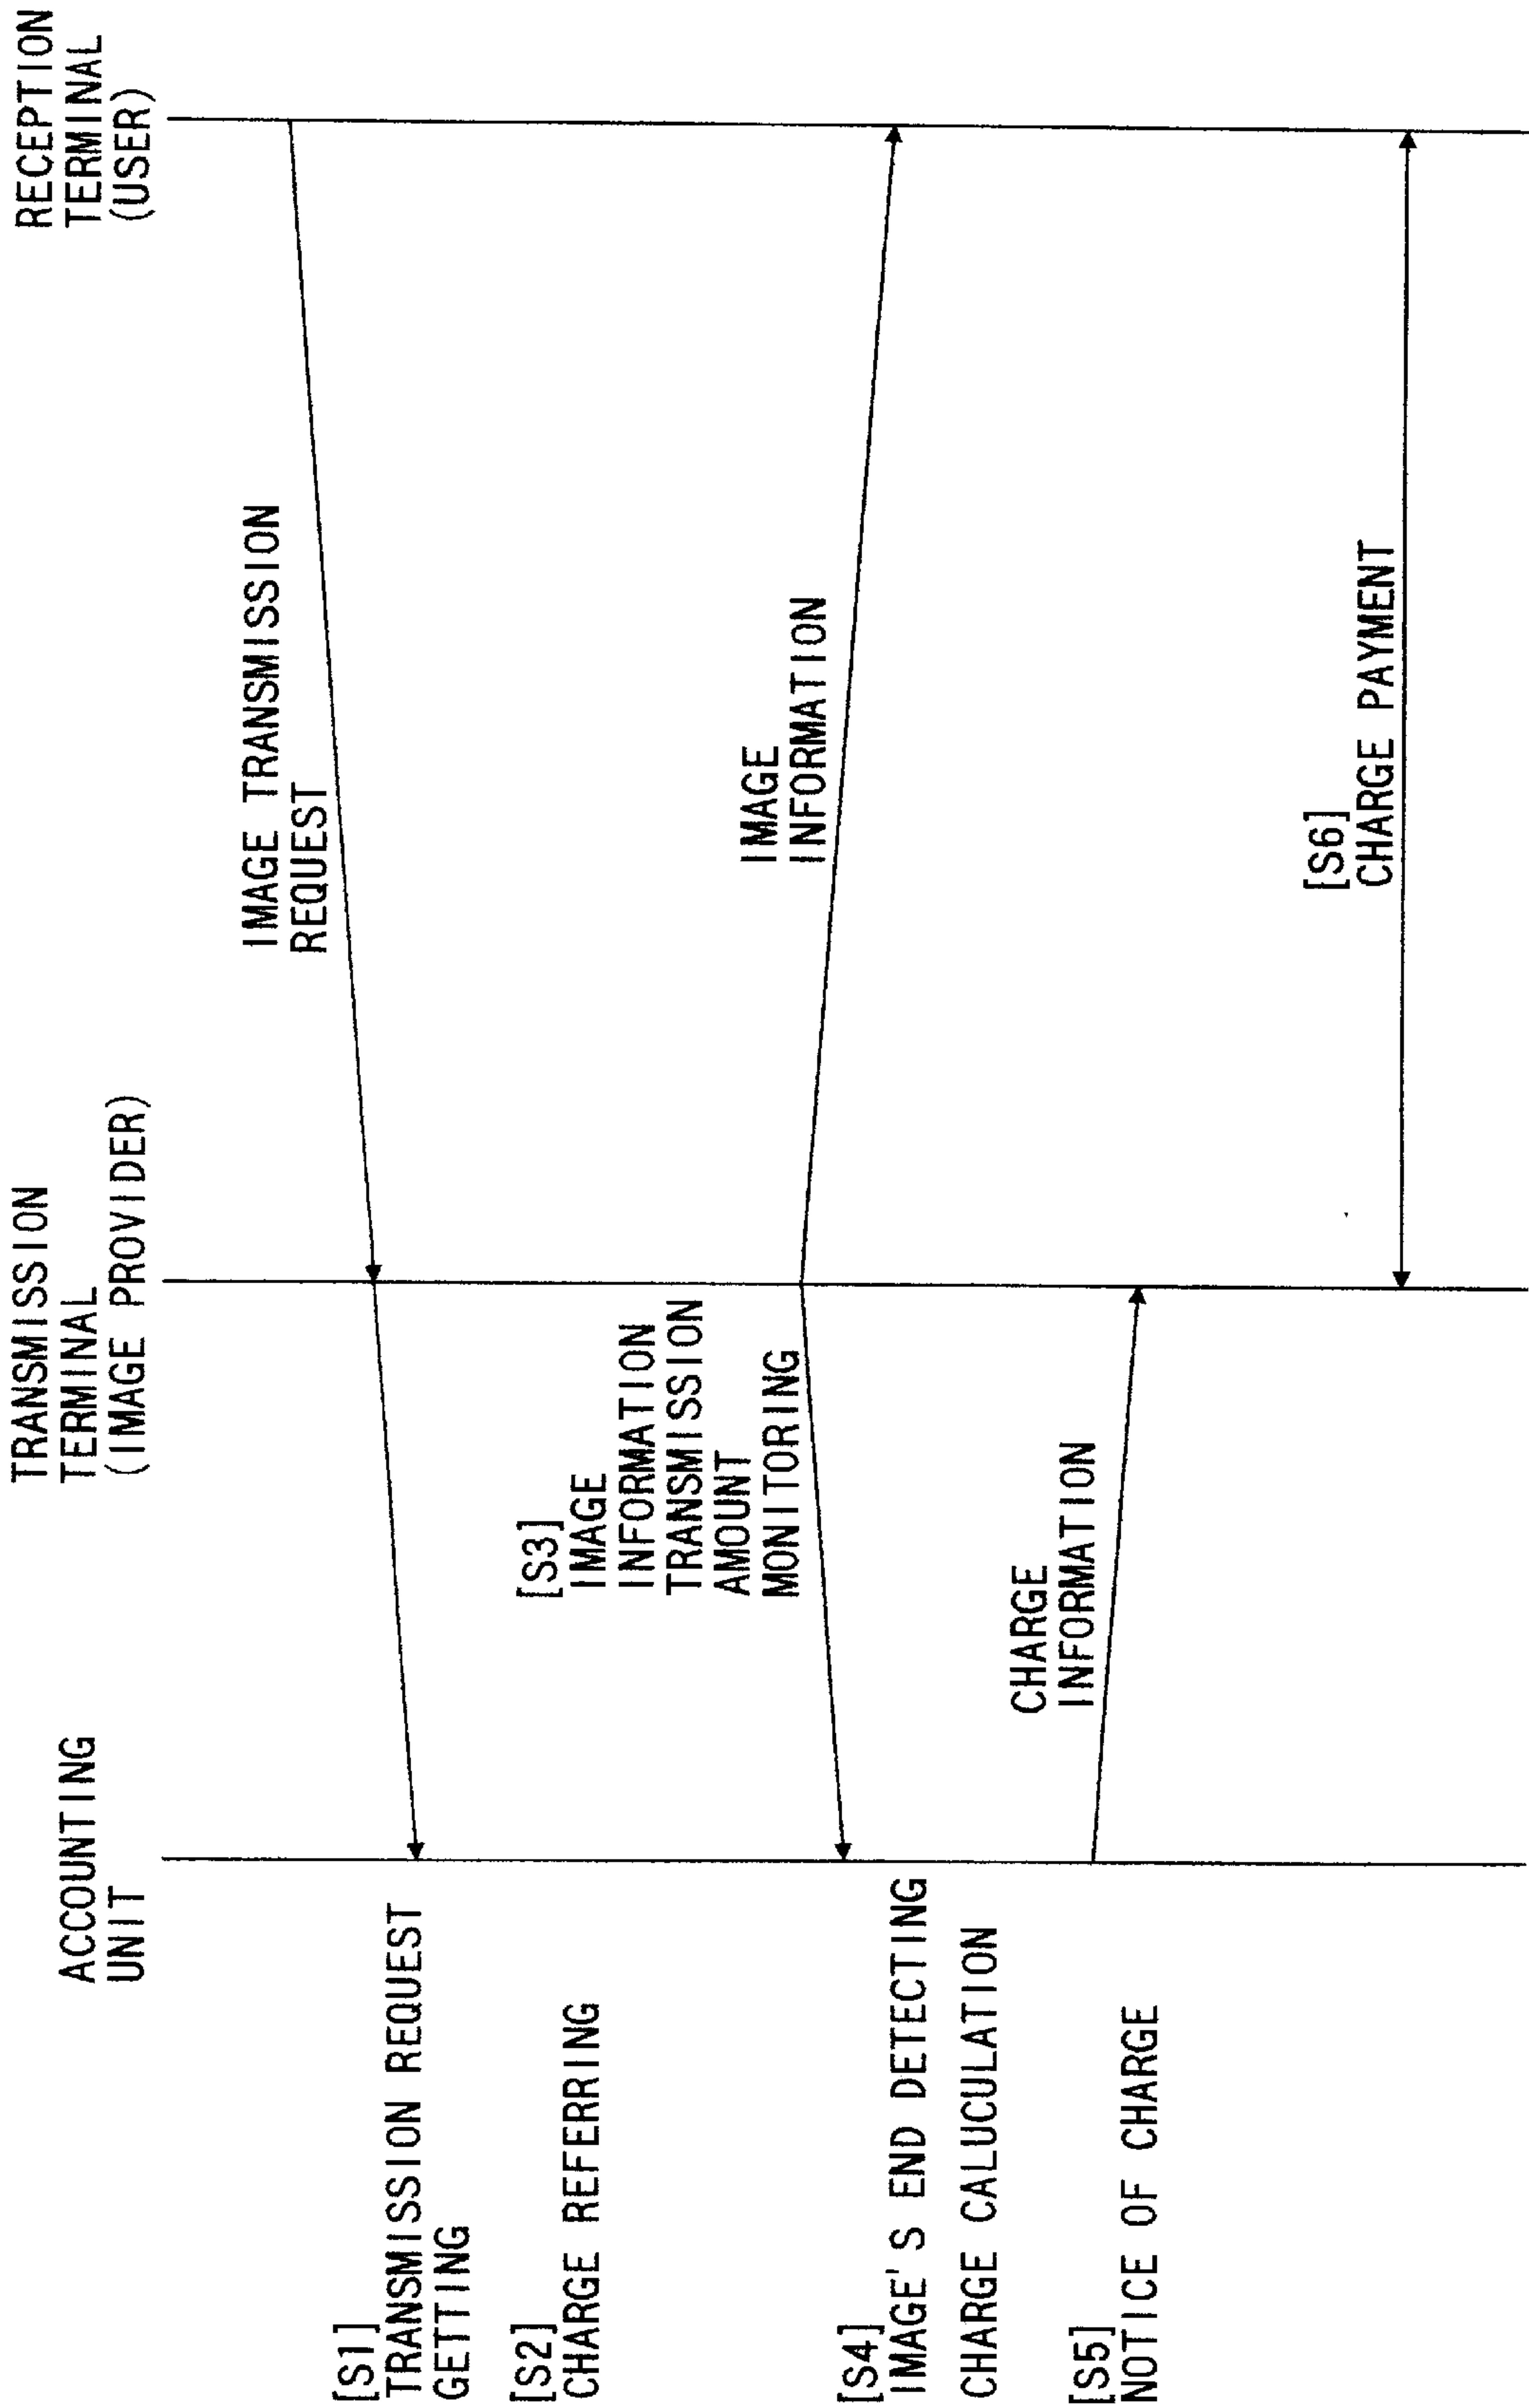 ACCOUNTING
UNIT
TRANSMISSION
TERMINAL
(IMAGE PROVIDER)
RECEPTION
TERMINAL
(USER)
IMAGE TRANSMISSION
REQUEST
[S1]
TRANSMISSION REQUEST
GETTING
[S2]
CHARGE REFERRING
[S3]
IMAGE
INFORMATION
TRANSMISSION
AMOUNT
MONITORING
IMAGE
INFORMATION
[S4]
IMAGE'S END DETECTING
CHARGE CALUCULATION
CHARGE
INFORMATION
[S5]
NOTICE OF CHARGE
[S6]
CHARGE PAYMENT